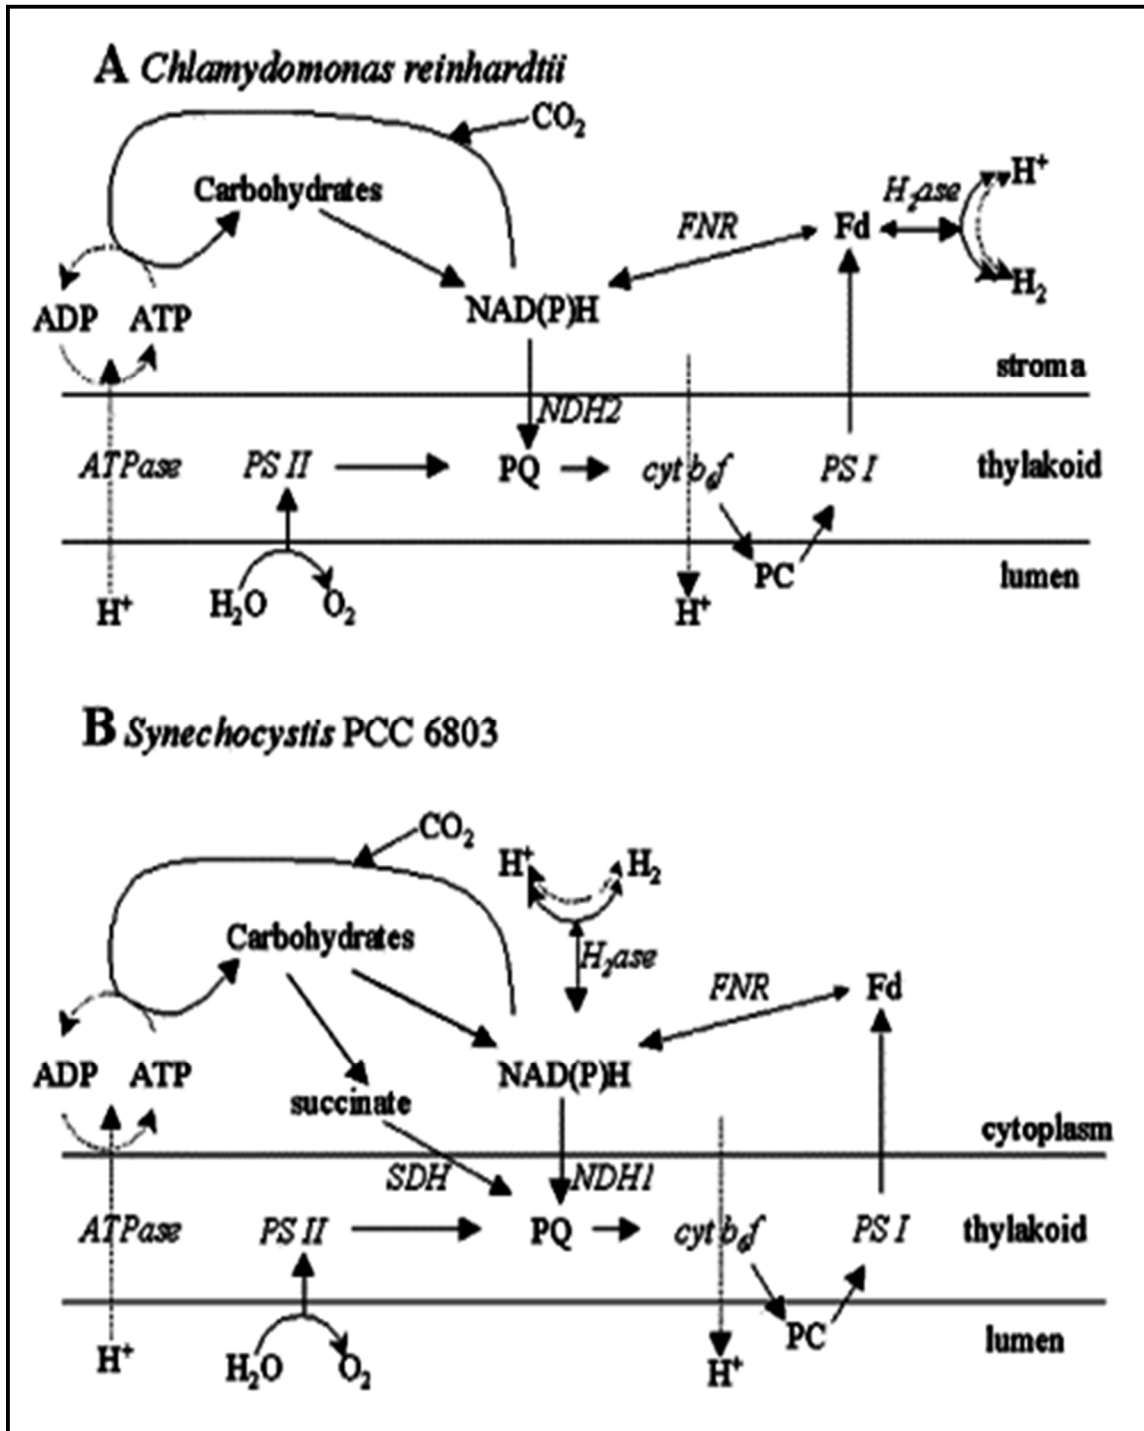 A Chlamydomonas reinhardtii
CO2
Carbohydrates
H+
H2ase
FNR
Fd
H2
NAD(P)H
ADP
ATP
stroma
NDH2
ATPase
PS II
PQ
cyt b6f
PS I
thylakoid
PC
lumen
H+
H2O
O2
H+
B Synechocystis PCC 6803
CO2
H+
H2
Carbohydrates
H2ase
FNR
Fd
ADP
ATP
NAD(P)H
succinate
cytoplasm
SDH
NDH1
ATPase
PS II
PQ
cyt b6f
PS I
thylakoid
PC
lumen
H+
H2O
O2
H+